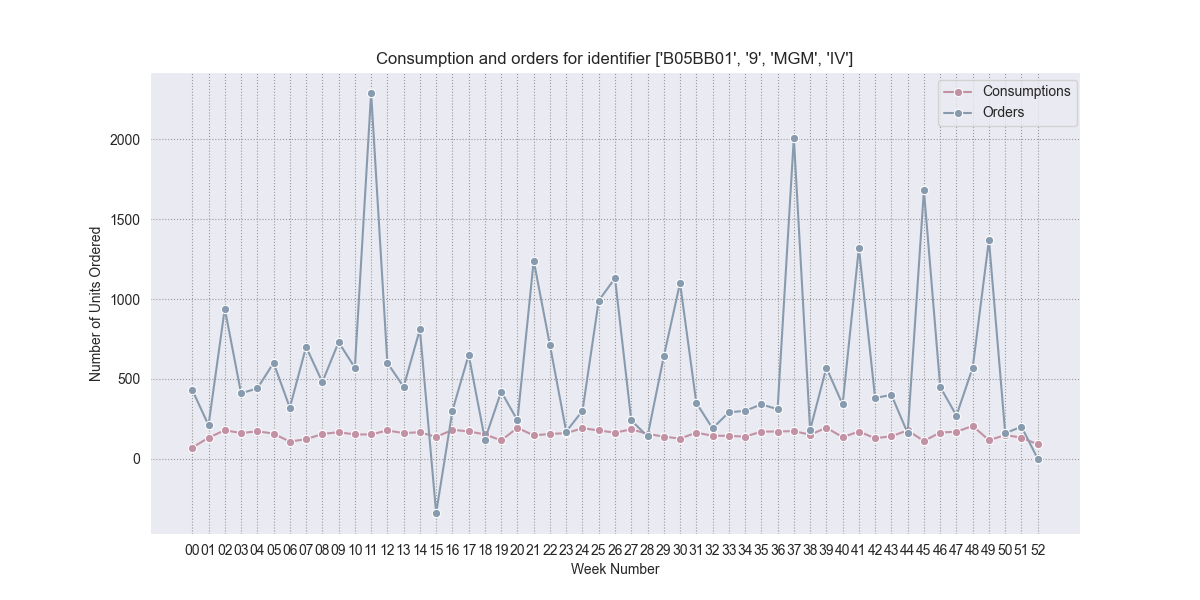 Consumption and orders for identifier ['B05BB01', '9', 'MGM', 'IV']
Consumptions
Orders
Number of Units Ordered
2000
1500
1000
500
0
00 01 02 03 04 05 06 07 08 09 10 11 12 13 14 15 16 17 18 19 20 21 22 23 24 25 26 27 28 29 30 31 32 33 34 35 36 37 38 39 40 41 42 43 44 45 46 47 48 49 50 51 52
Week Number